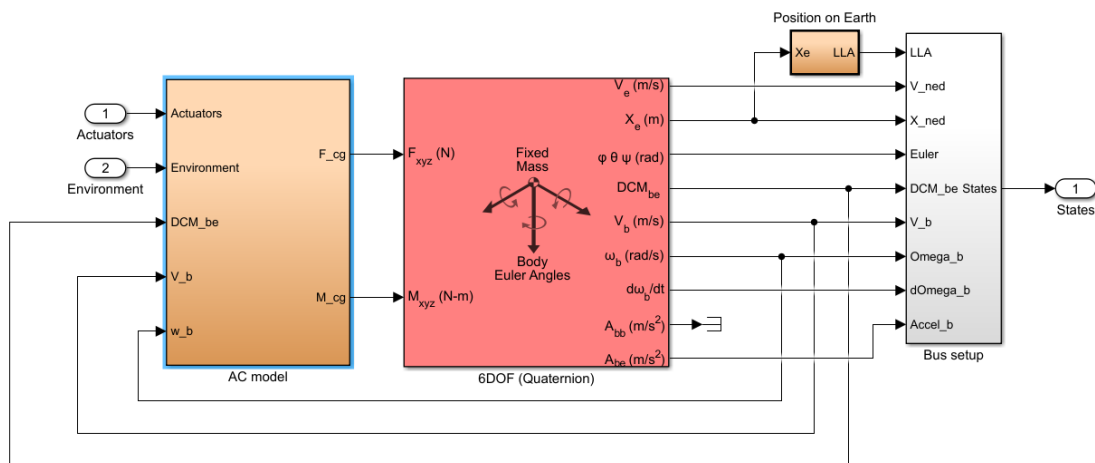 Position on Earth
Xe LLA
LLA
V_ned
X_ned
Euler
DCM_be States
V_b
Omega_b
dOmega_b
Accel_b
Bus setup
1
States
1
Actuators
2
Environment
Actuators
Environment
DCM_be
V_b
w_b
F_cg
M_cg
AC model
F_xyz (N)
M_xyz (N-m)
Fixed
Mass
Body
Euler Angles
V_e (m/s)
X_e (m)
φ θ ψ (rad)
DCM_be
V_b (m/s)
ω_b (rad/s)
dω_b/dt
A_bb (m/s²)
A_be (m/s²)
6DOF (Quaternion)